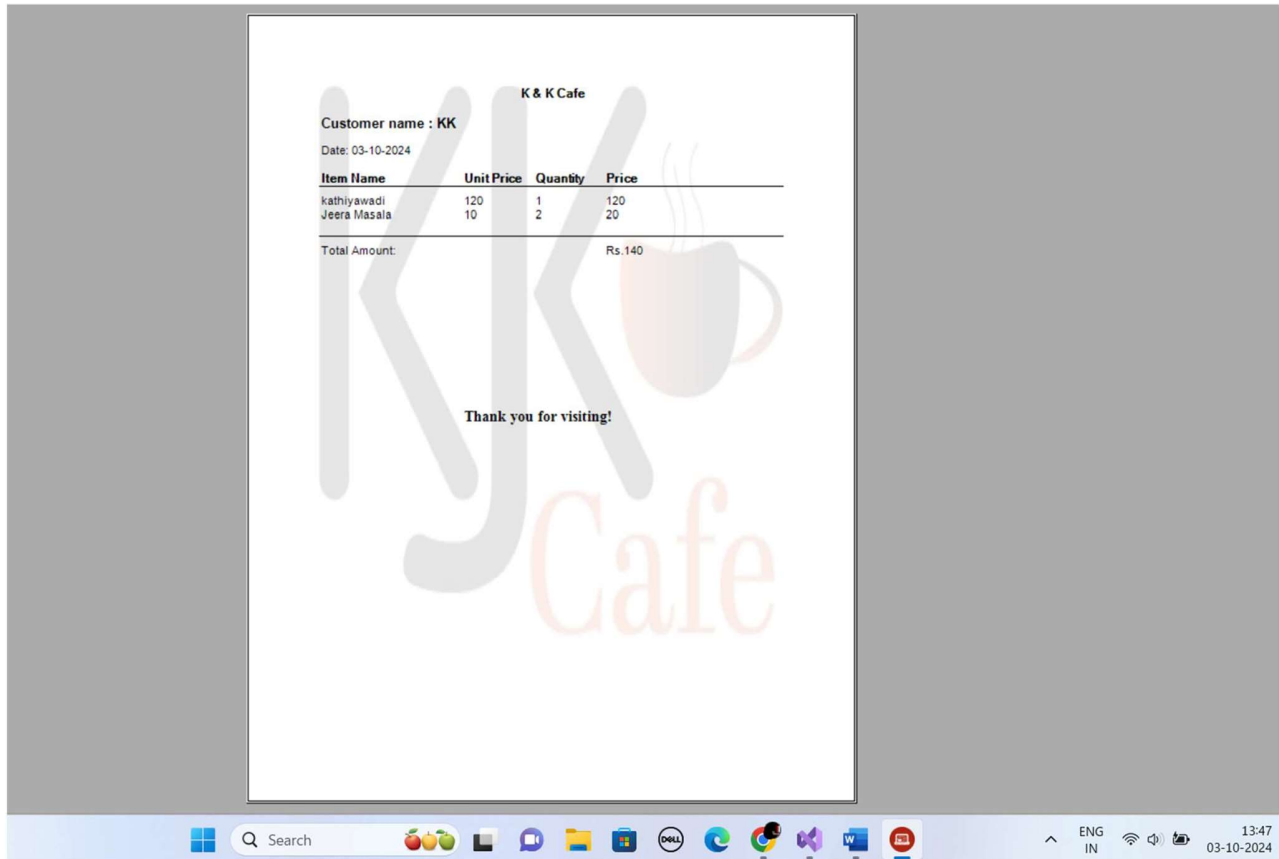 K & K Cafe
Customer name : KK
Date: 03-10-2024
Item Name Unit Price Quantity Price
kathiyawadi 120 1 120
Jeera Masala 10 2 20
Total Amount: Rs.140
Thank you for visiting!
KJK
Cafe
Search
DELL
W
ENG
IN
13:47
03-10-2024